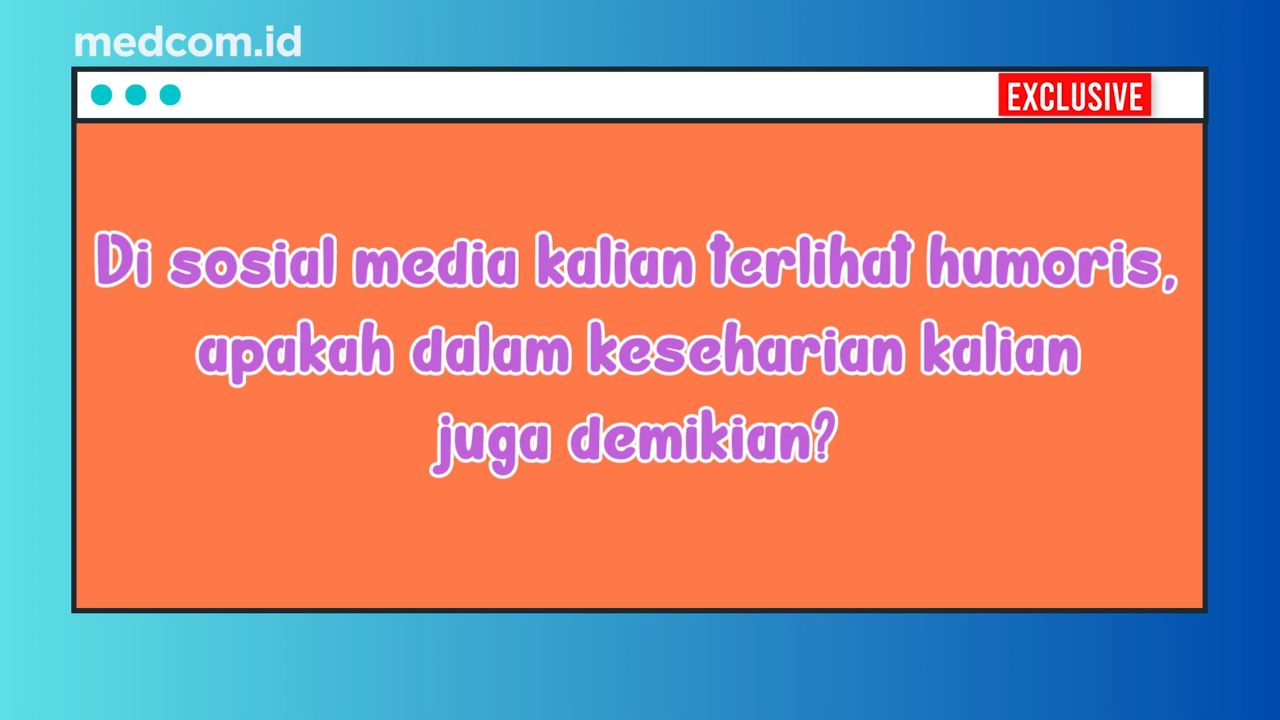 medcom.id
EXCLUSIVE
Di sosial media kalian terlihat humoris,
apakah dalam keseharian kalian
juga demikian?